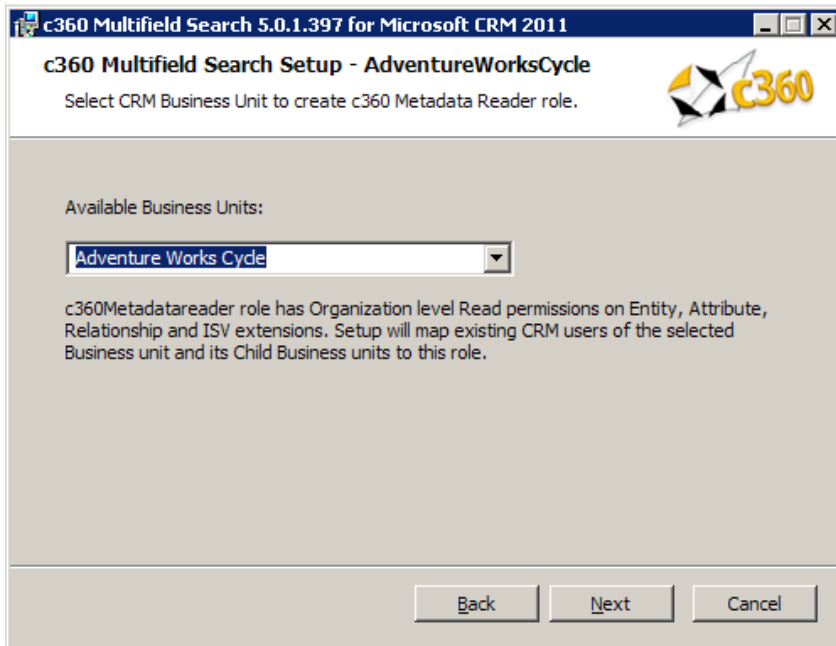 c360 Multifield Search 5.0.1.397 for Microsoft CRM 2011
c360 Multifield Search Setup - AdventureWorksCycle
Select CRM Business Unit to create c360 Metadata Reader role.
c360
Available Business Units:
Adventure Works Cycle
c360Metadatareader role has Organization level Read permissions on Entity, Attribute,
Relationship and ISV extensions. Setup will map existing CRM users of the selected
Business unit and its Child Business units to this role.
Back Next Cancel